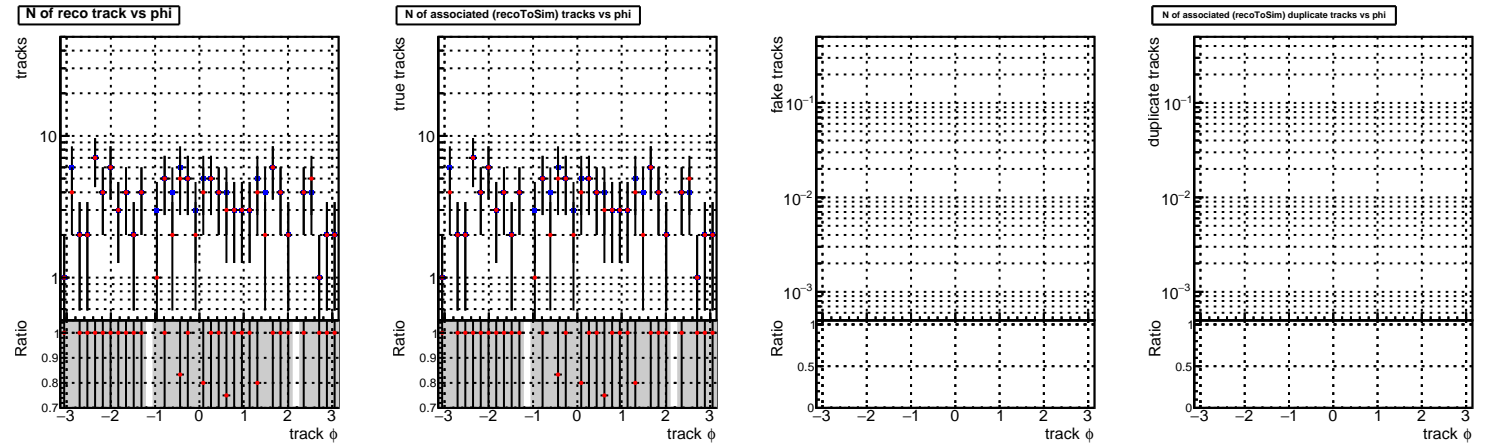 N of reco track vs phi
tracks
10
1
Ratio
1
0.9
0.8
0.7
−3 −2 −1 0 1 2 3
track ϕ
N of associated (recoToSim) tracks vs phi
true tracks
10
1
Ratio
1
0.9
0.8
0.7
−3 −2 −1 0 1 2 3
track ϕ
fake tracks
10−1
10−2
10−3
Ratio
1
0.5
0
−3 −2 −1 0 1 2 3
track ϕ
N of associated (recoToSim) duplicate tracks vs phi
duplicate tracks
10−1
10−2
10−3
Ratio
1
0.5
0
−3 −2 −1 0 1 2 3
track ϕ